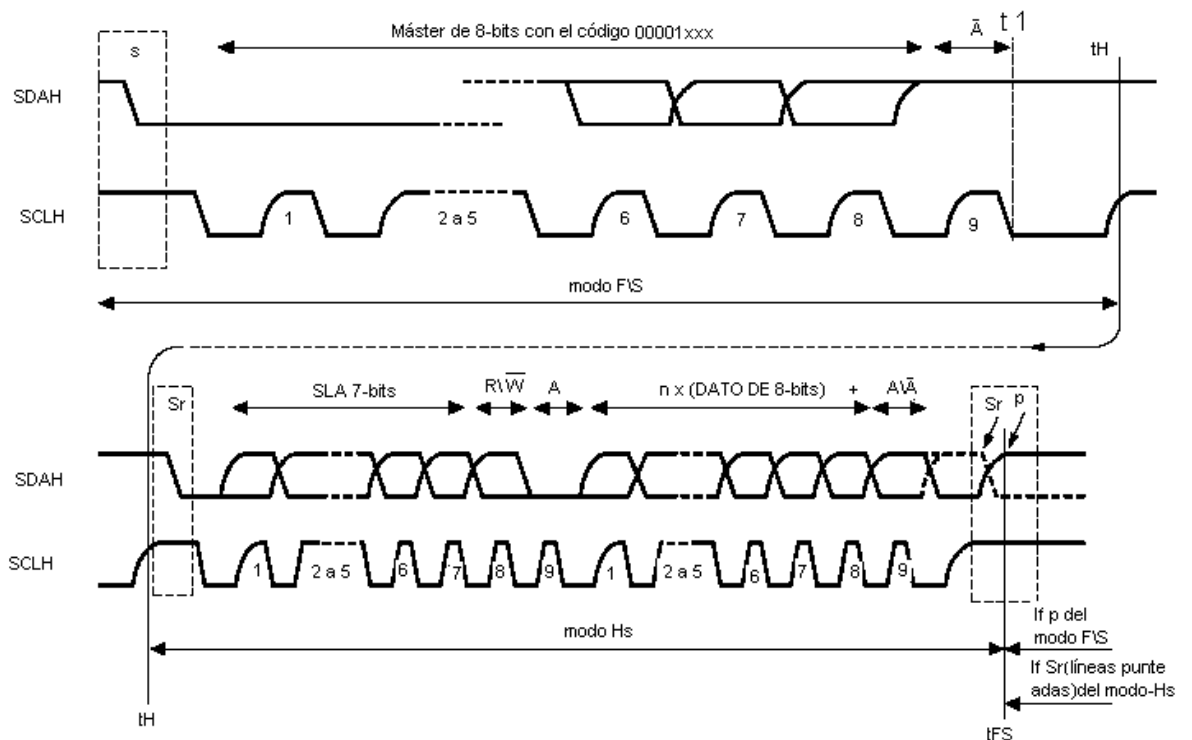 s
Máster de 8-bits con el código 00001xxx
Ā
t 1
tH
SDAH
SCLH
1
2 a 5
6
7
8
9
modo F\S
Sr
SLA 7-bits
R\W̅
A
n x (DATO DE 8-bits)
+
A\Ā
Sr
p
SDAH
SCLH
1
2 a 5
6
7
8
9
1
2 a 5
6
7
8
9
modo Hs
If p del
modo F\S
If Sr(líneas punte
adas)del modo-Hs
tH
tFS